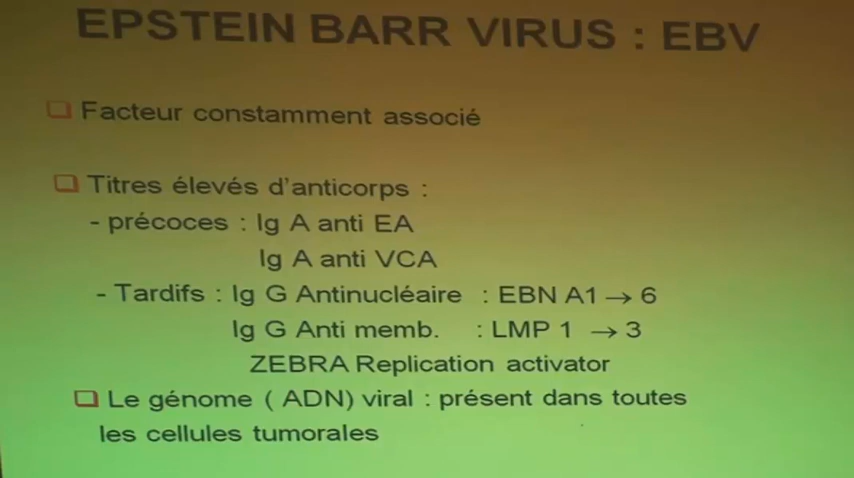 EPSTEIN BARR VIRUS : EBV
Facteur constamment associé
Titres élevés d'anticorps :
- précoces : Ig A anti EA
Ig A anti VCA
- Tardifs : Ig G Antinucléaire : EBN A1 → 6
Ig G Anti memb. : LMP 1 → 3
ZEBRA Replication activator
Le génome ( ADN) viral : présent dans toutes
les cellules tumorales